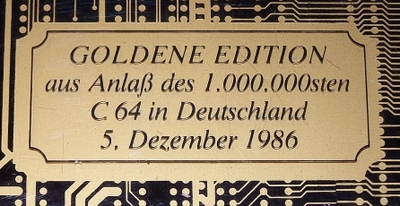 GOLDENE EDITION
aus Anlaß des 1.000.000sten
C 64 in Deutschland
5. Dezember 1986